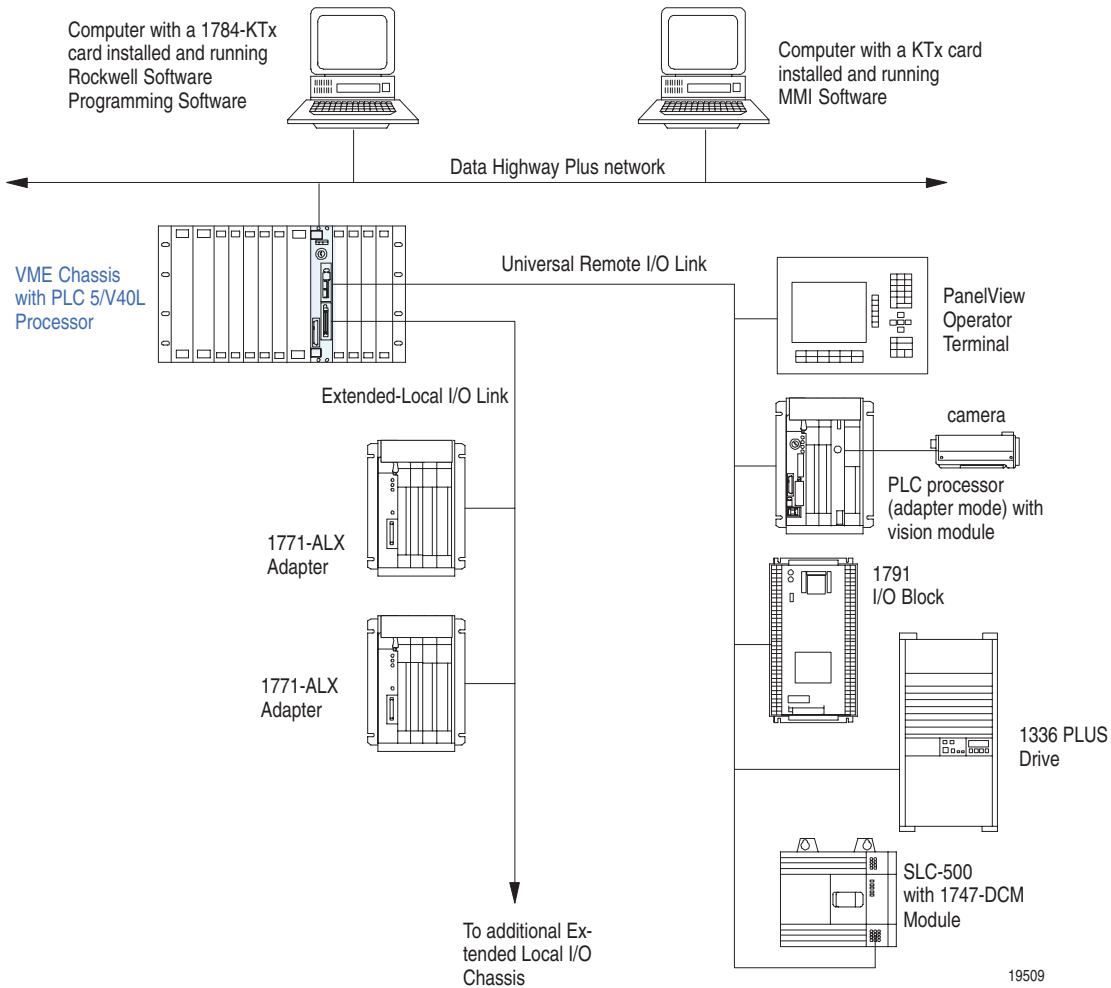 Computer with a 1784-KTx
card installed and running
Rockwell Software
Programming Software
Computer with a KTx card
installed and running
MMI Software
Data Highway Plus network
VME Chassis
with PLC 5/V40L
Processor
Universal Remote I/O Link
PanelView
Operator
Terminal
Extended-Local I/O Link
camera
PLC processor
(adapter mode) with
vision module
1771-ALX
Adapter
1791
I/O Block
1771-ALX
Adapter
1336 PLUS
Drive
SLC-500
with 1747-DCM
Module
To additional Ex-
tended Local I/O
Chassis
19509